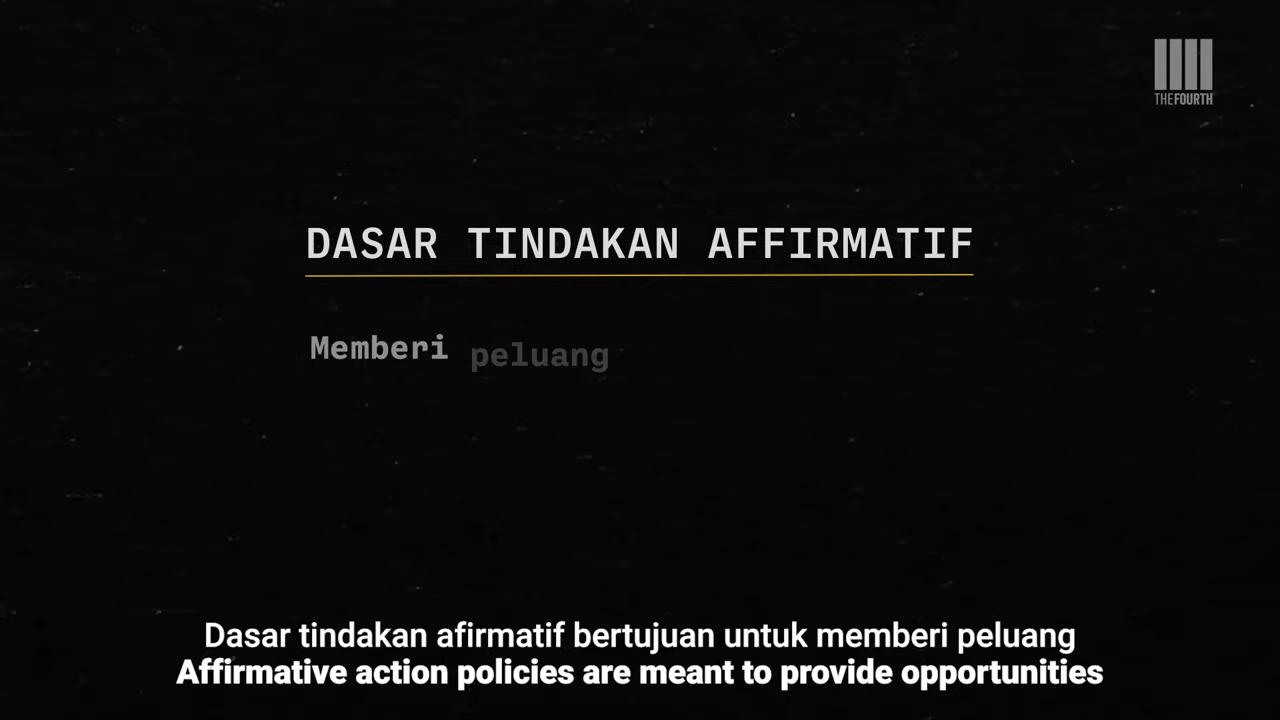 THEFOURTH
DASAR TINDAKAN AFFIRMATIF
Memberi peluang
Dasar tindakan afirmatif bertujuan untuk memberi peluang
Affirmative action policies are meant to provide opportunities